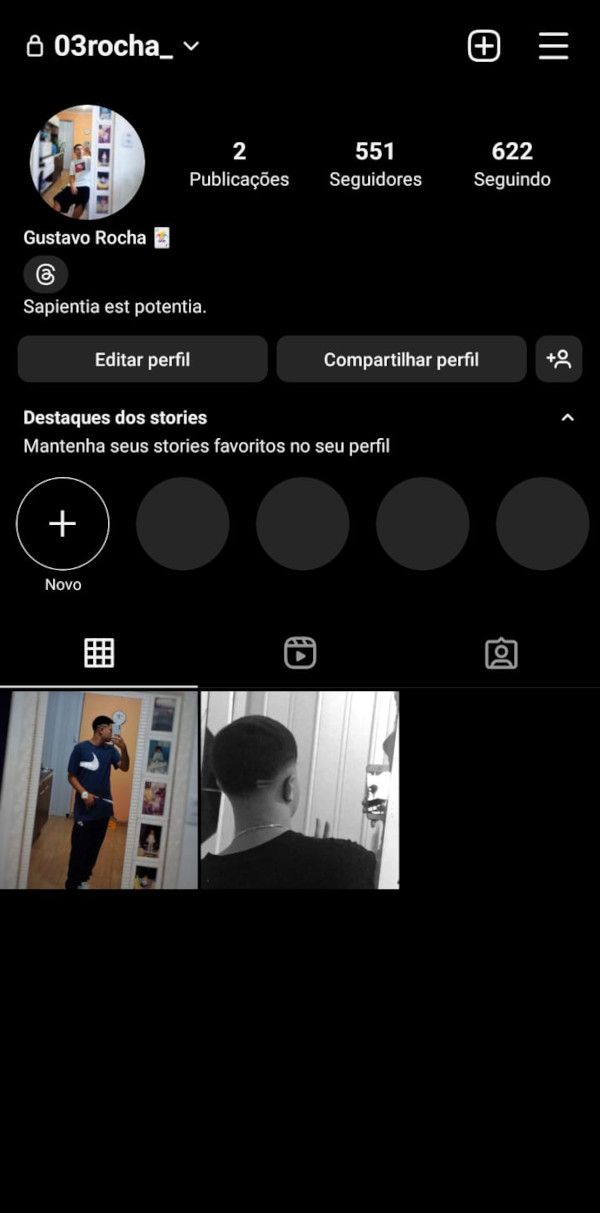 03rocha_
2 551 622
Publicações Seguidores Seguindo
Gustavo Rocha 🃏
Sapientia est potentia.
Editar perfil Compartilhar perfil
Destaques dos stories
Mantenha seus stories favoritos no seu perfil
Novo